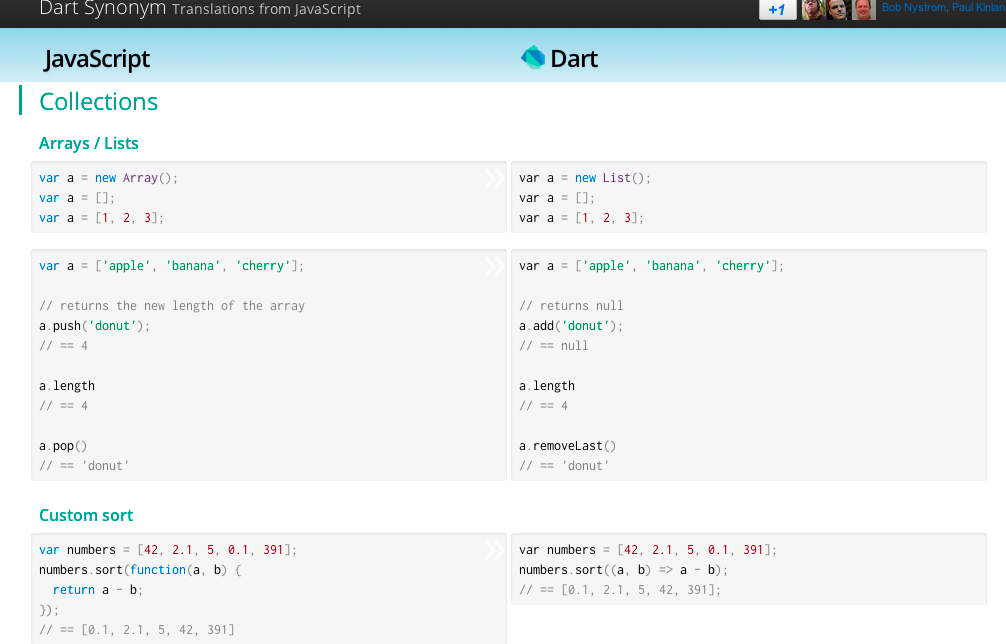 Dart Synonym Translations from JavaScript
+1
Bob Nystrom, Paul Kinlan
JavaScript
Dart
Collections
Arrays / Lists
var a = new Array();
var a = [];
var a = [1, 2, 3];
var a = new List();
var a = [];
var a = [1, 2, 3];
var a = ['apple', 'banana', 'cherry'];
// returns the new length of the array
a.push('donut');
// == 4
a.length
// == 4
a.pop()
// == 'donut'
var a = ['apple', 'banana', 'cherry'];
// returns null
a.add('donut');
// == null
a.length
// == 4
a.removeLast()
// == 'donut'
Custom sort
var numbers = [42, 2.1, 5, 0.1, 391];
numbers.sort(function(a, b) {
  return a - b;
});
// == [0.1, 2.1, 5, 42, 391]
var numbers = [42, 2.1, 5, 0.1, 391];
numbers.sort((a, b) => a - b);
// == [0.1, 2.1, 5, 42, 391];